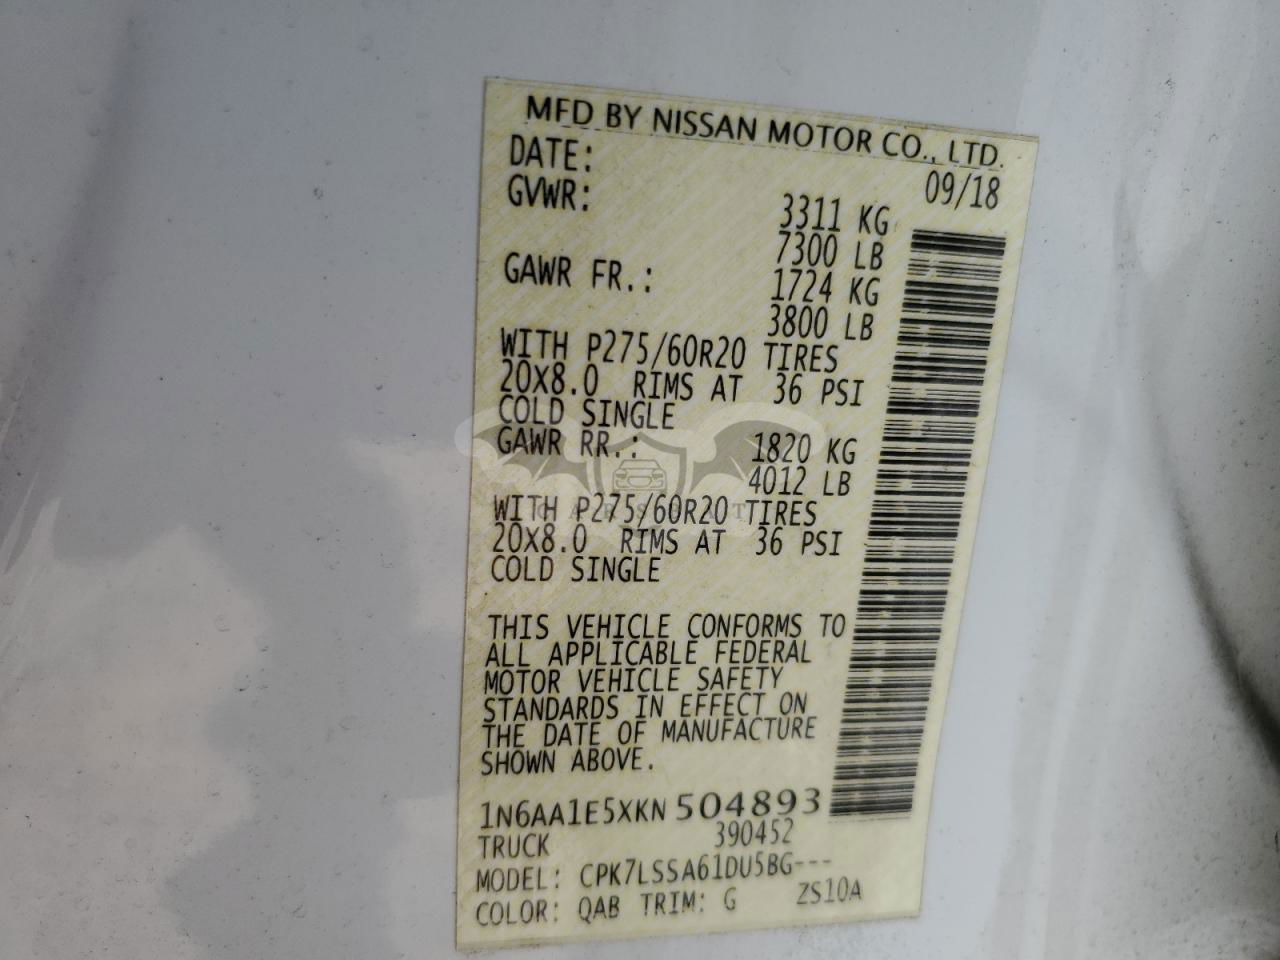 MFD BY NISSAN MOTOR CO., LTD.
DATE: 09/18
GVWR: 3311 KG
7300 LB
GAWR FR.: 1724 KG
3800 LB
WITH P275/60R20 TIRES
20X8.0 RIMS AT 36 PSI
COLD SINGLE
GAWR RR.: 1820 KG
4012 LB
WITH P275/60R20 TIRES
20X8.0 RIMS AT 36 PSI
COLD SINGLE
THIS VEHICLE CONFORMS TO
ALL APPLICABLE FEDERAL
MOTOR VEHICLE SAFETY
STANDARDS IN EFFECT ON
THE DATE OF MANUFACTURE
SHOWN ABOVE.
1N6AA1E5XKN504893
TRUCK 390452
MODEL: CPK7LSSA61DU5BG---
COLOR: QAB TRIM: G ZS10A